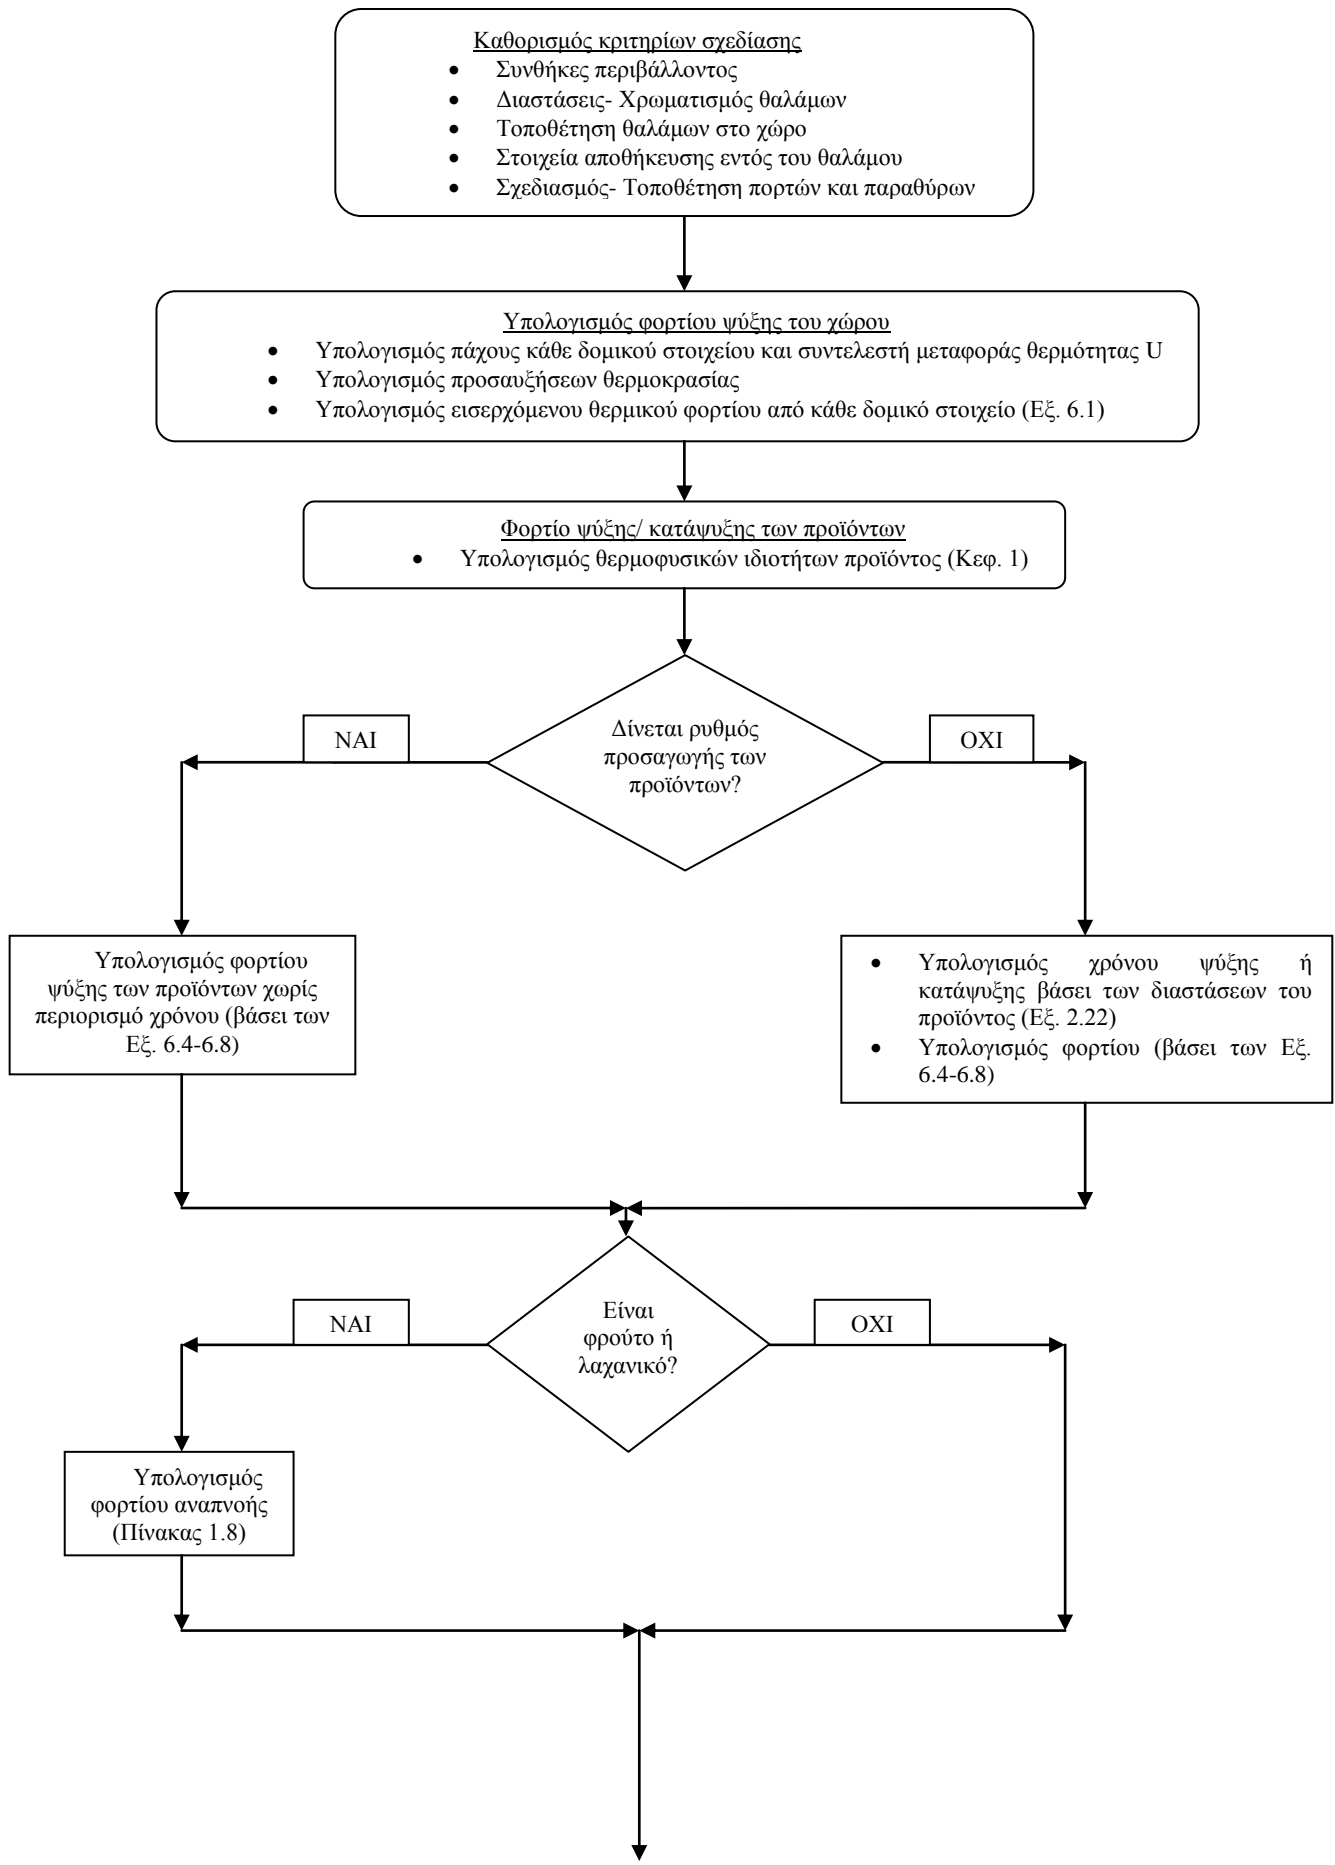 Καθορισμός κριτηρίων σχεδίασης
• Συνθήκες περιβάλλοντος
• Διαστάσεις- Χρωματισμός θαλάμων
• Τοποθέτηση θαλάμων στο χώρο
• Στοιχεία αποθήκευσης εντός του θαλάμου
• Σχεδιασμός- Τοποθέτηση πορτών και παραθύρων
Υπολογισμός φορτίου ψύξης του χώρου
• Υπολογισμός πάχους κάθε δομικού στοιχείου και συντελεστή μεταφοράς θερμότητας U
• Υπολογισμός προσαυξήσεων θερμοκρασίας
• Υπολογισμός εισερχόμενου θερμικού φορτίου από κάθε δομικό στοιχείο (Εξ. 6.1)
Φορτίο ψύξης/ κατάψυξης των προϊόντων
• Υπολογισμός θερμοφυσικών ιδιοτήτων προϊόντος (Κεφ. 1)
Δίνεται ρυθμός
προσαγωγής των
προϊόντων?
ΝΑΙ
ΟΧΙ
Υπολογισμός φορτίου
ψύξης των προϊόντων χωρίς
περιορισμό χρόνου (βάσει των
Εξ. 6.4-6.8)
• Υπολογισμός χρόνου ψύξης ή
κατάψυξης βάσει των διαστάσεων του
προϊόντος (Εξ. 2.22)
• Υπολογισμός φορτίου (βάσει των Εξ.
6.4-6.8)
Είναι
φρούτο ή
λαχανικό?
ΝΑΙ
ΟΧΙ
Υπολογισμός
φορτίου αναπνοής
(Πίνακας 1.8)